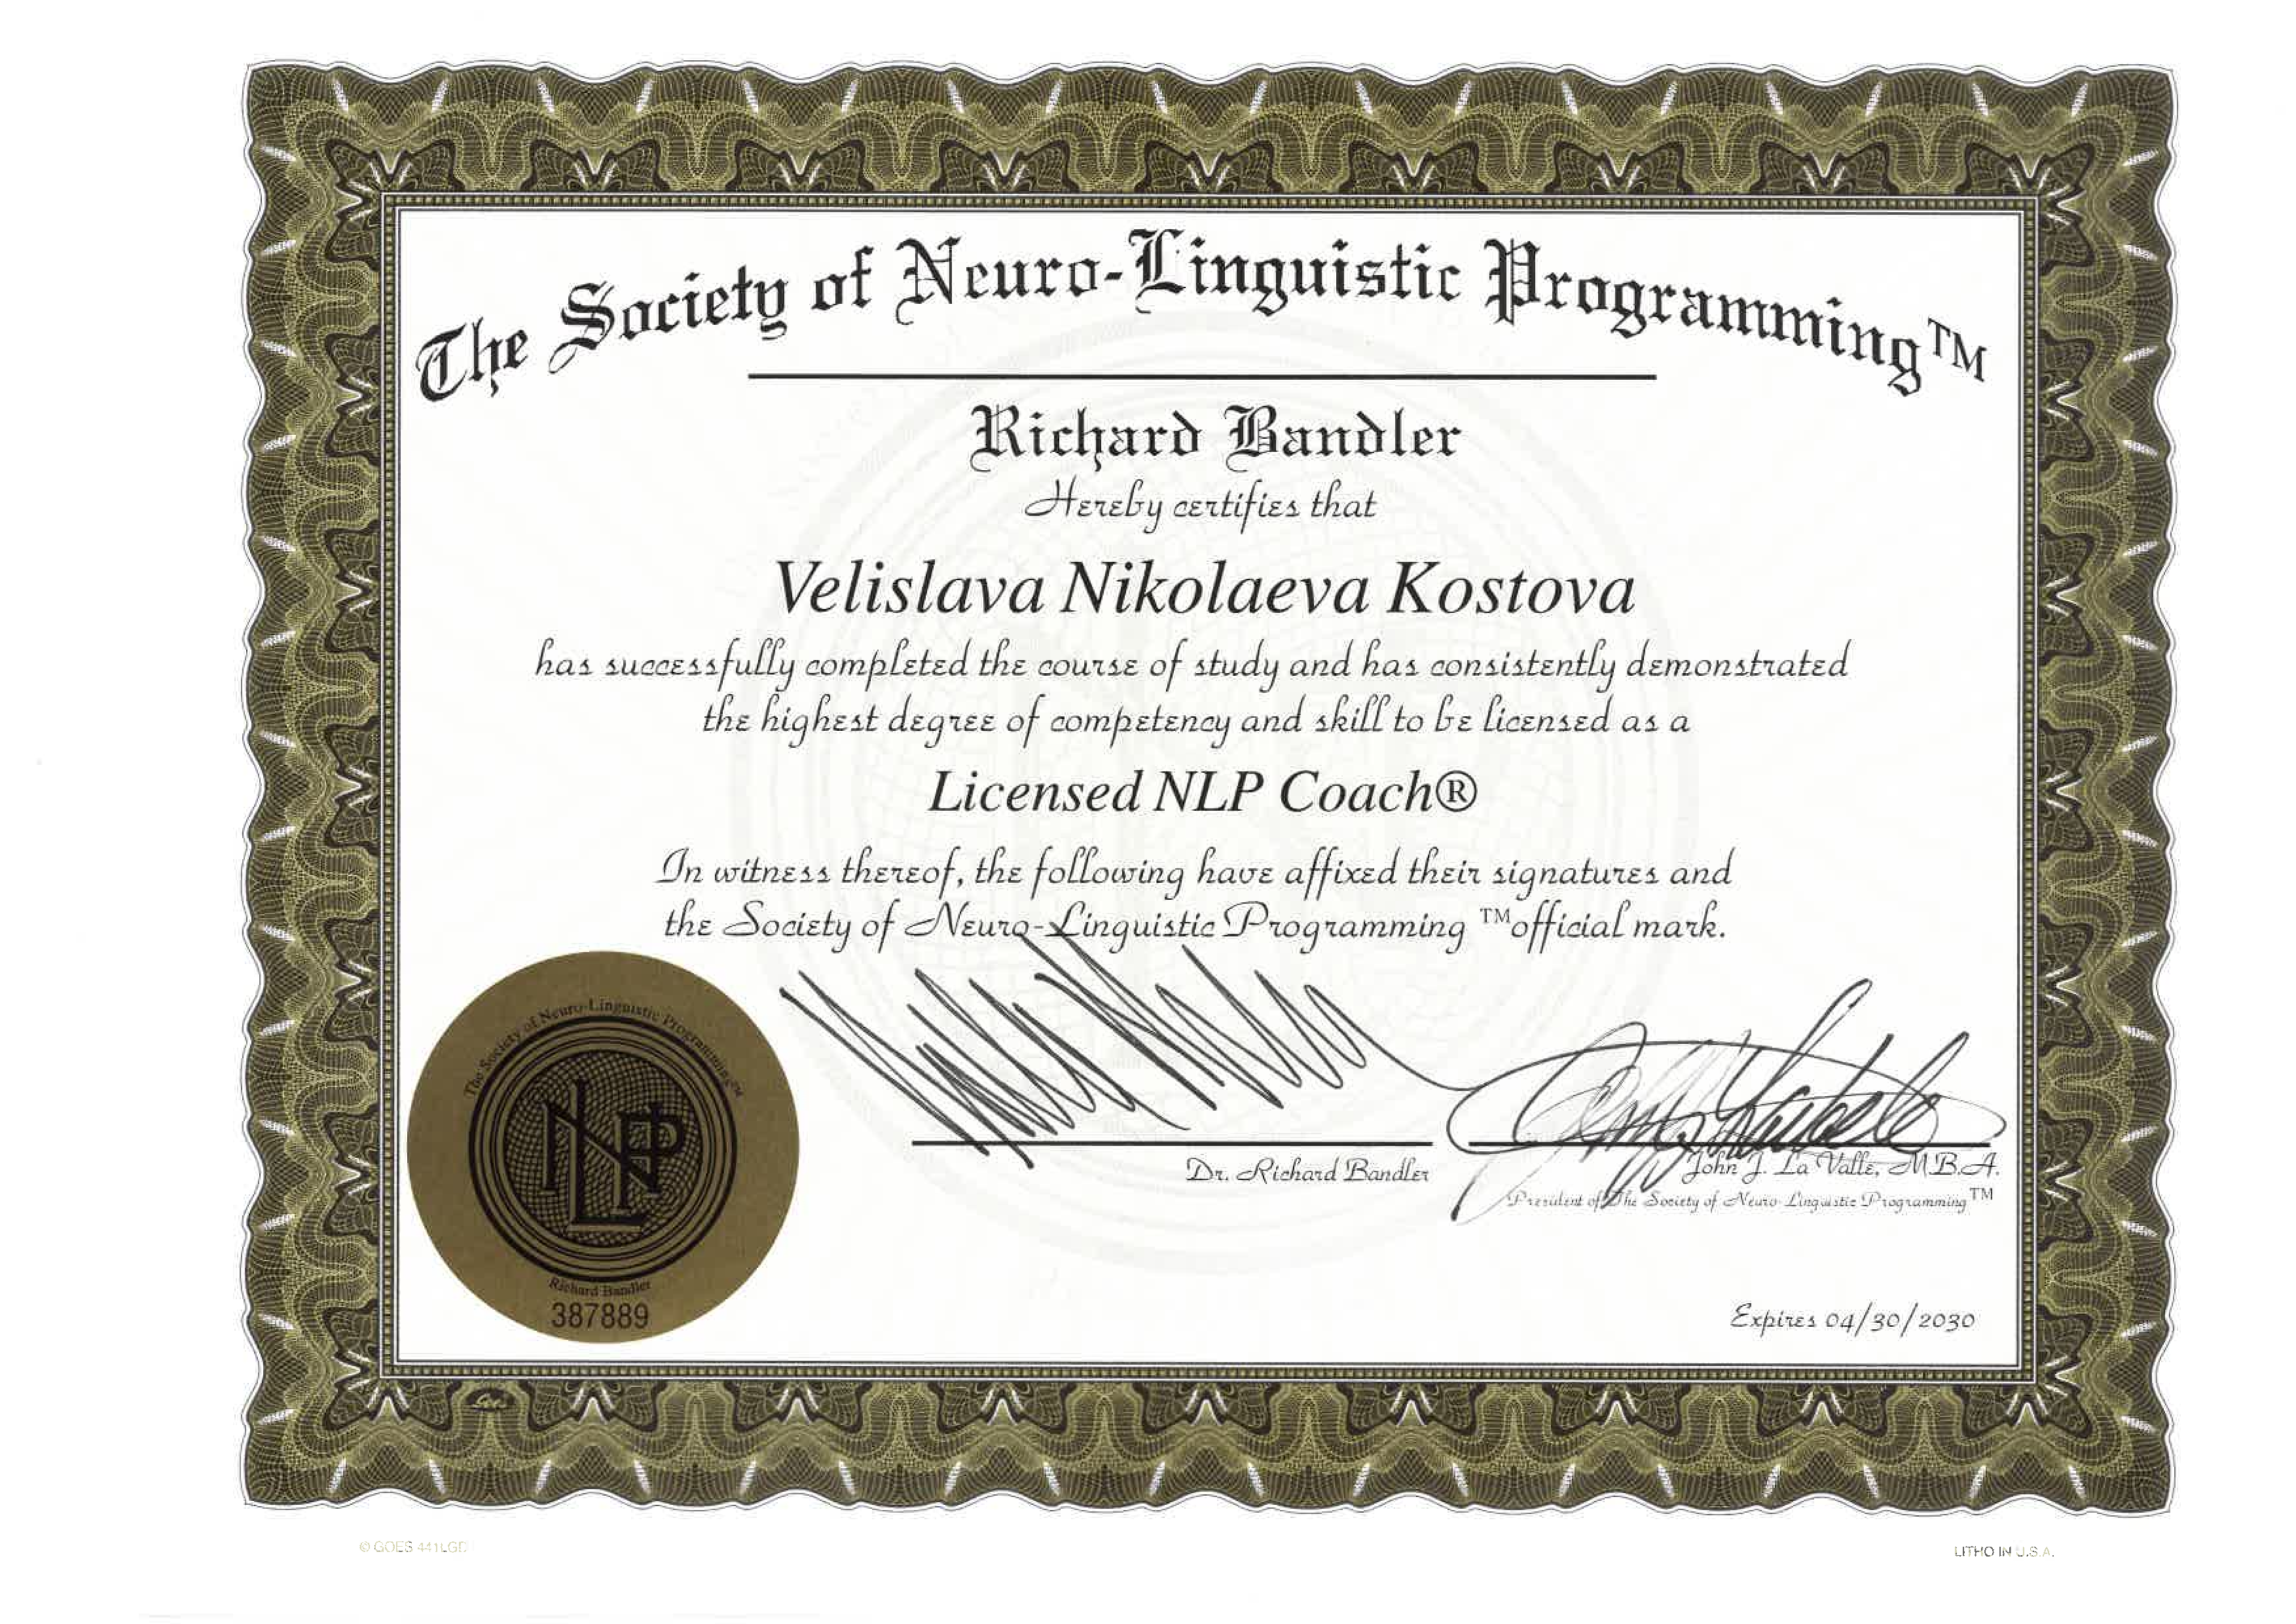 The Society of Neuro-Linguistic Programming™
Richard Bandler
Hereby certifies that
Velislava Nikolaeva Kostova
has successfully completed the course of study and has consistently demonstrated
the highest degree of competency and skill to be licensed as a
Licensed NLP Coach®
In witness thereof, the following have affixed their signatures and
the Society of Neuro-Linguistic Programming ™official mark.
The Society of Neuro-Linguistic Programming™
NLP
Richard Bandler
387889
Dr. Richard Bandler
John J. La Valle, M.B.A.
President of The Society of Neuro-Linguistic Programming™
Expires 04/30/2030
Goes
© GOES 441LGD
LITHO IN U.S.A.